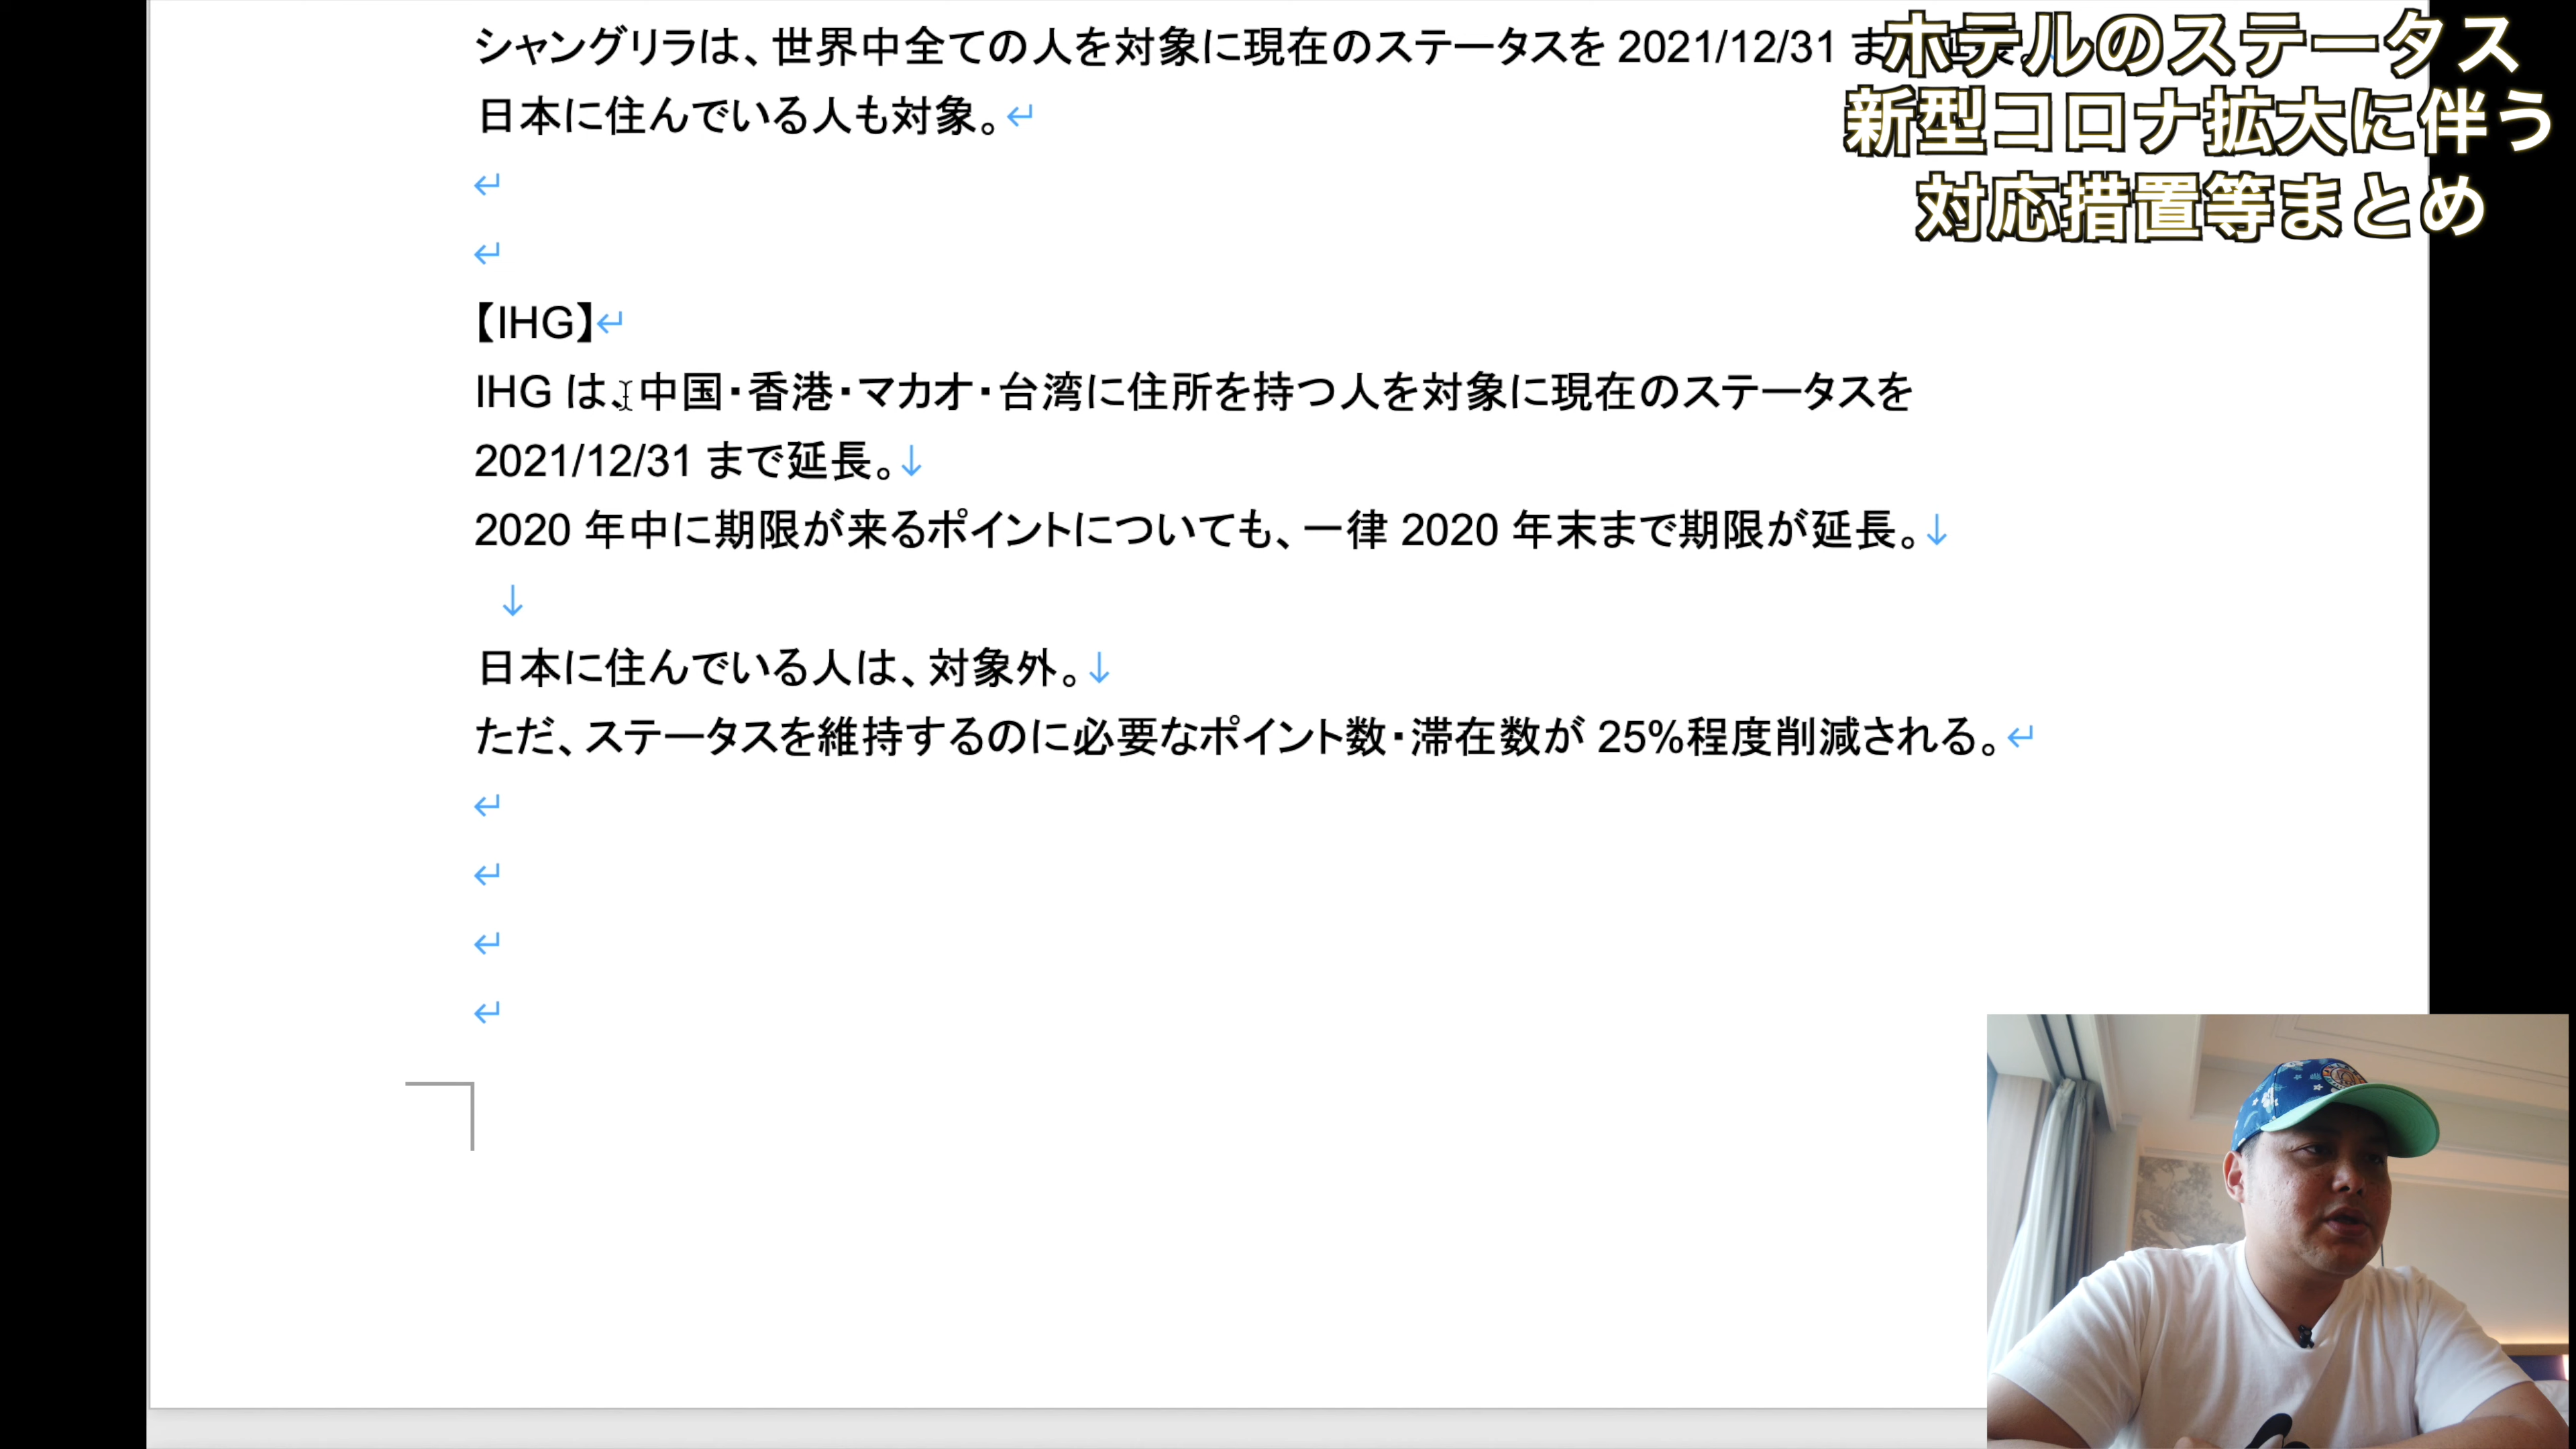 シャングリラは、世界中全ての人を対象に現在のステータスを 2021/12/31 ま
日本に住んでいる人も対象。
ホテルのステータス
新型コロナ拡大に伴う
対応措置等まとめ
【IHG】
IHG は、中国・香港・マカオ・台湾に住所を持つ人を対象に現在のステータスを
2021/12/31 まで延長。
2020 年中に期限が来るポイントについても、一律 2020 年末まで期限が延長。
日本に住んでいる人は、対象外。
ただ、ステータスを維持するのに必要なポイント数・滞在数が 25%程度削減される。